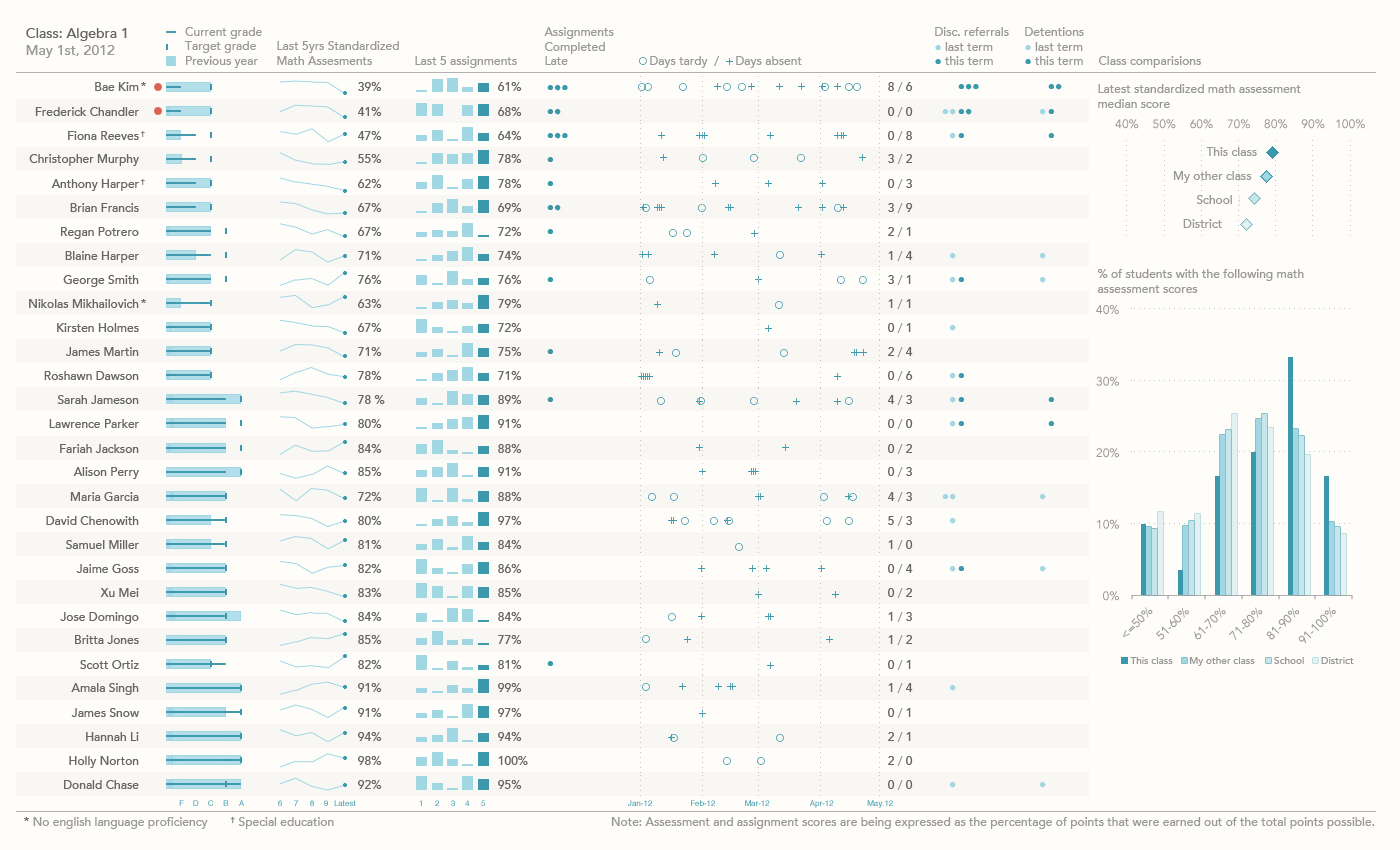 Class: Algebra 1
May 1st, 2012
Current grade
Target grade
Previous year
Last 5yrs Standardized
Math Assesments
Last 5 assignments
Assignments
Completed
Late
Days tardy / + Days absent
Disc. referrals
last term
this term
Detentions
last term
this term
Class comparisions
Bae Kim * 39% 61% 8 / 6
Frederick Chandler 41% 68% 0 / 0
Fiona Reeves † 47% 64% 0 / 8
Christopher Murphy 55% 78% 3 / 2
Anthony Harper † 62% 78% 0 / 3
Brian Francis 67% 69% 3 / 9
Regan Potrero 67% 72% 2 / 1
Blaine Harper 71% 74% 1 / 4
George Smith 76% 76% 3 / 1
Nikolas Mikhailovich * 63% 79% 1 / 1
Kirsten Holmes 67% 72% 0 / 1
James Martin 71% 75% 2 / 4
Roshawn Dawson 78% 71% 0 / 6
Sarah Jameson 78 % 89% 4 / 3
Lawrence Parker 80% 91% 0 / 0
Fariah Jackson 84% 88% 0 / 2
Alison Perry 85% 91% 0 / 3
Maria Garcia 72% 88% 4 / 3
David Chenowith 80% 97% 5 / 3
Samuel Miller 81% 84% 1 / 0
Jaime Goss 82% 86% 0 / 4
Xu Mei 83% 85% 0 / 2
Jose Domingo 84% 84% 1 / 3
Britta Jones 85% 77% 1 / 2
Scott Ortiz 82% 81% 0 / 1
Amala Singh 91% 99% 1 / 4
James Snow 91% 97% 0 / 1
Hannah Li 94% 94% 2 / 1
Holly Norton 98% 100% 2 / 0
Donald Chase 92% 95% 0 / 0
F D C B A 6 7 8 9 Latest 1 2 3 4 5 Jan-12 Feb-12 Mar-12 Apr-12 May.12
Latest standardized math assessment
median score
40% 50% 60% 70% 80% 90% 100%
This class
My other class
School
District
% of students with the following math
assessment scores
40%
30%
20%
10%
0%
<=50% 51-60% 61-70% 71-80% 81-90% 91-100%
This class My other class School District
* No english language proficiency † Special education
Note: Assessment and assignment scores are being expressed as the percentage of points that were earned out of the total points possible.